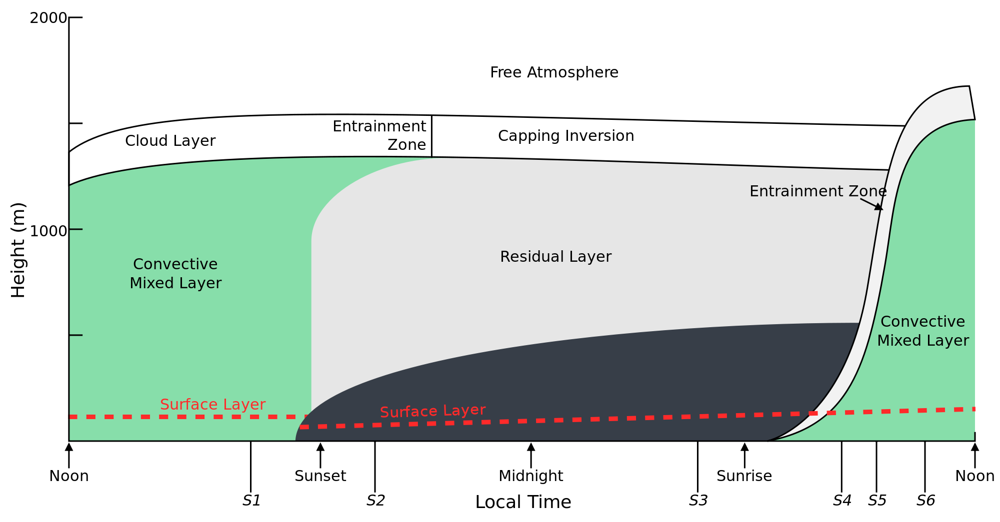 2000
Free Atmosphere
Entrainment
Zone
Cloud Layer
Capping Inversion
Entrainment Zone
1000
Height (m)
Convective
Mixed Layer
Residual Layer
Convective
Mixed Layer
Surface Layer
Surface Layer
Noon
Sunset
Midnight
Sunrise
Noon
S1
S2
Local Time
S3
S4
S5
S6